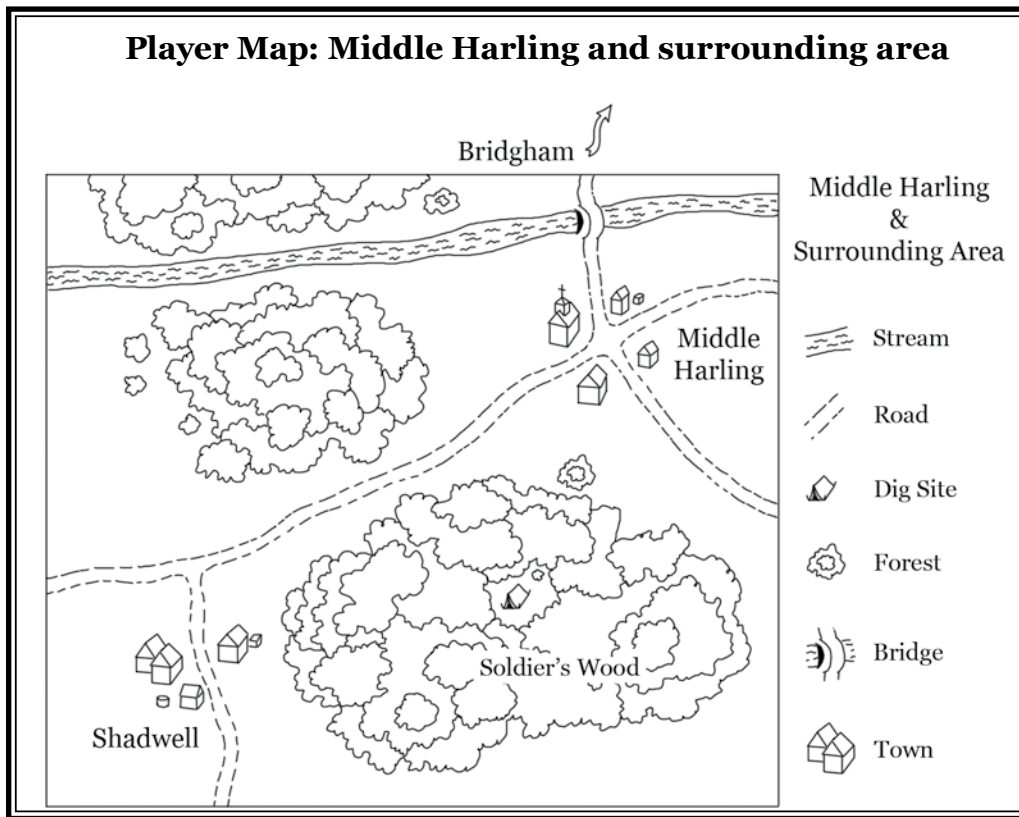 Player Map: Middle Harling and surrounding area
Bridgham
Middle Harling
&
Surrounding Area
Stream
Middle
Harling
Road
Dig Site
Forest
Soldier's Wood
Bridge
Shadwell
Town